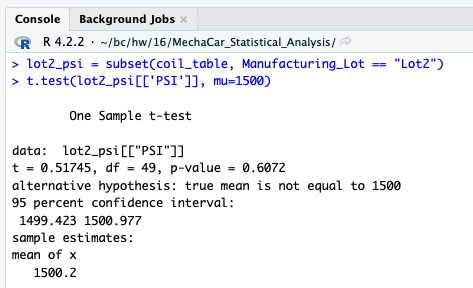 Console Background Jobs ×
R 4.2.2 · ~/bc/hw/16/MechaCar_Statistical_Analysis/
> lot2_psi = subset(coil_table, Manufacturing_Lot == "Lot2")
> t.test(lot2_psi[['PSI']], mu=1500)
One Sample t-test
data:  lot2_psi[["PSI"]]
t = 0.51745, df = 49, p-value = 0.6072
alternative hypothesis: true mean is not equal to 1500
95 percent confidence interval:
1499.423 1500.977
sample estimates:
mean of x
1500.2